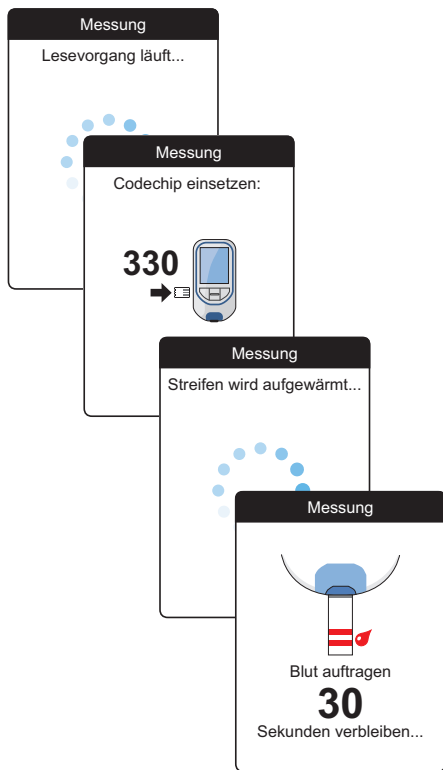 Messung
Lesevorgang läuft...
Messung
Codechip einsetzen:
330
Messung
Streifen wird aufgewärmt...
Messung
Blut auftragen
30
Sekunden verbleiben...